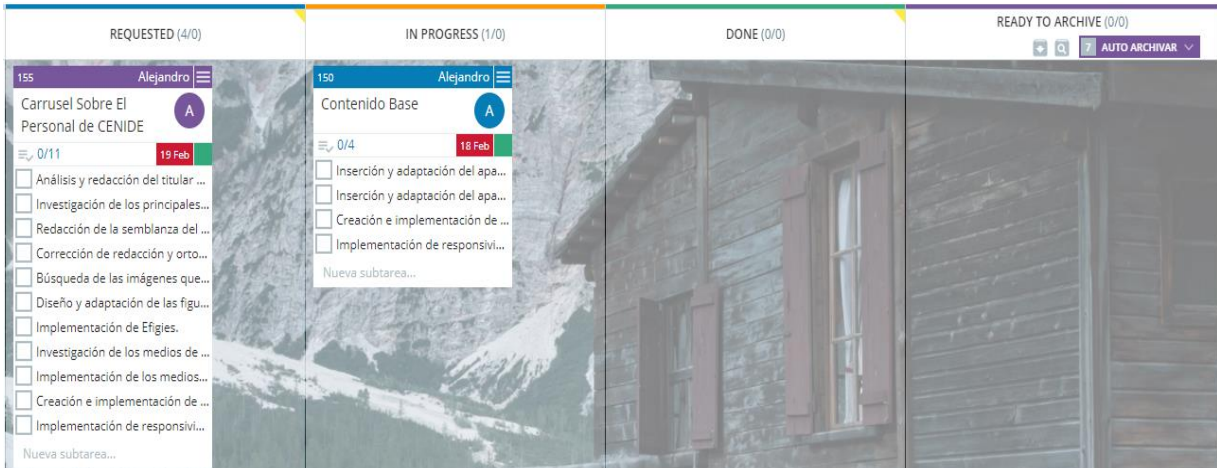 REQUESTED (4/0)
IN PROGRESS (1/0)
DONE (0/0)
READY TO ARCHIVE (0/0)
7 AUTO ARCHIVAR
155 Alejandro
Carrusel Sobre El
Personal de CENIDE
A
0/11
19 Feb
Análisis y redacción del titular ...
Investigación de los principales...
Redacción de la semblanza del ...
Corrección de redacción y orto...
Búsqueda de las imágenes que...
Diseño y adaptación de las figu...
Implementación de Efigies.
Investigación de los medios de ...
Implementación de los medios...
Creación e implementación de ...
Implementación de responsivi...
Nueva subtarea...
150 Alejandro
Contenido Base
A
0/4
18 Feb
Inserción y adaptación del apa...
Inserción y adaptación del apa...
Creación e implementación de ...
Implementación de responsivi...
Nueva subtarea...